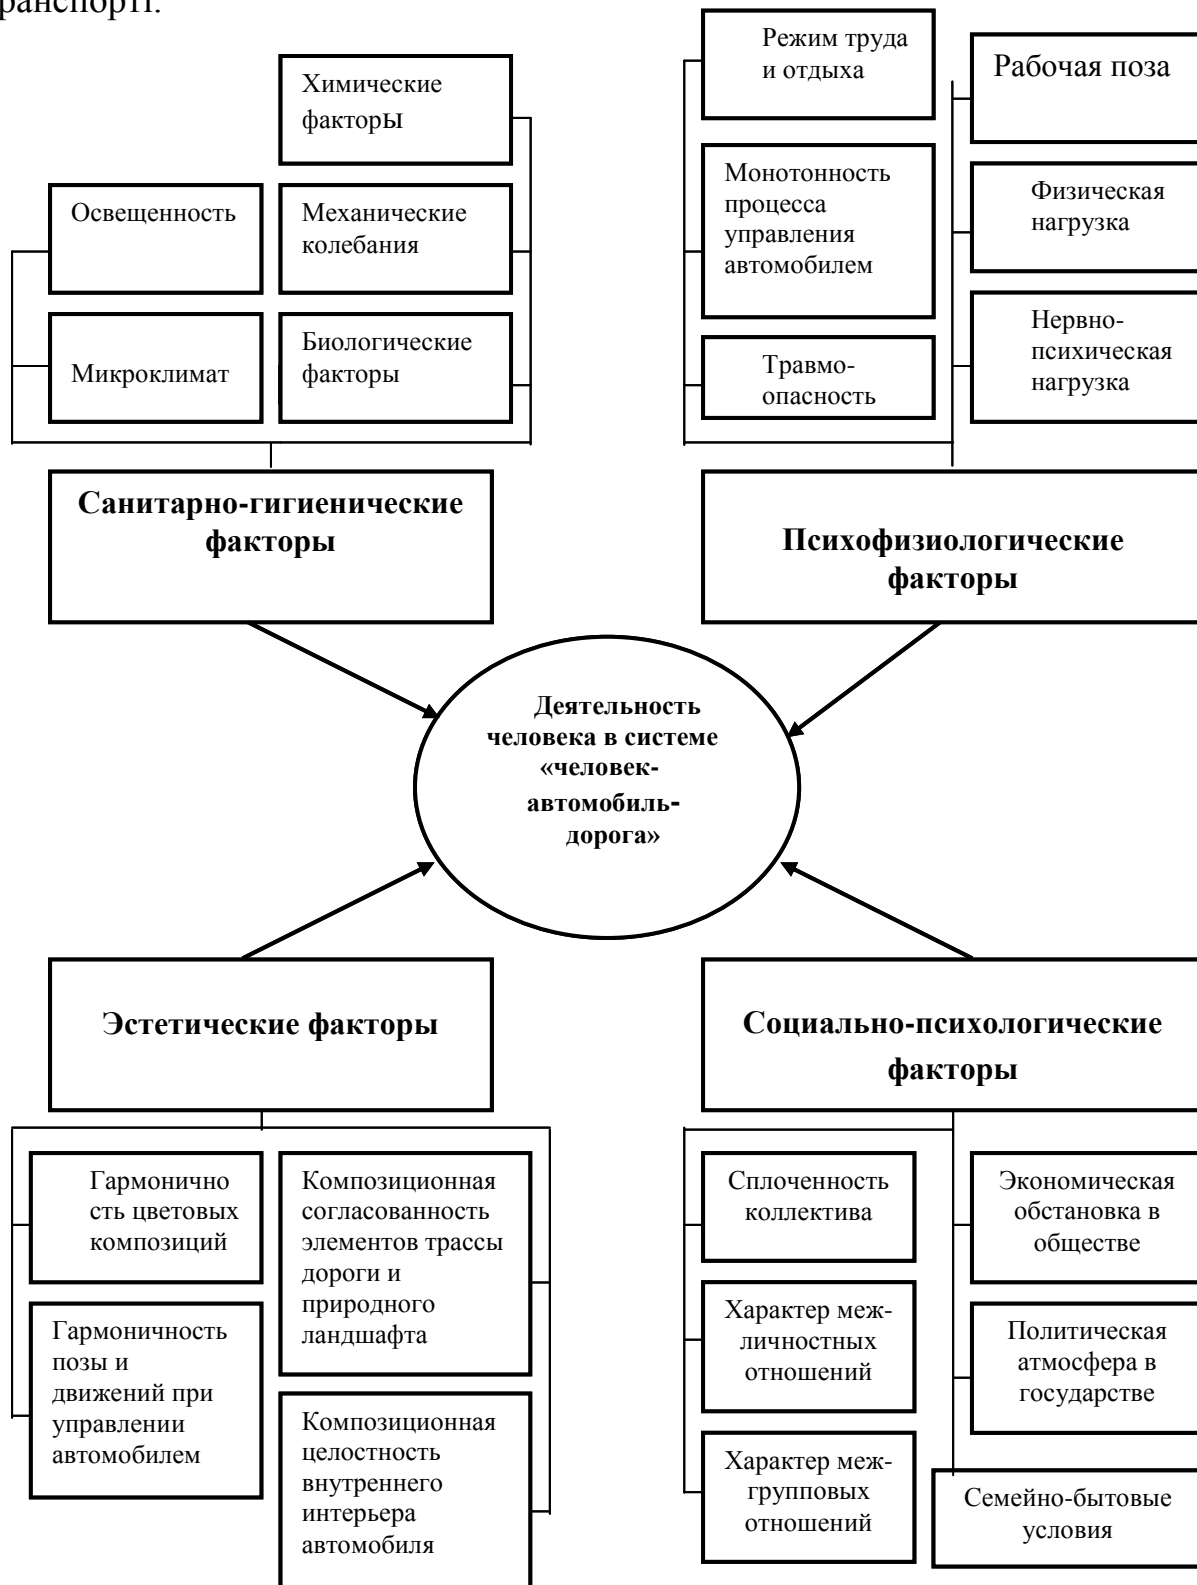 ранспорті.
Химические
факторы
Освещенность
Механические
колебания
Микроклимат
Биологические
факторы
Санитарно-гигиенические
факторы
Режим труда
и отдыха
Рабочая поза
Монотонность
процесса
управления
автомобилем
Физическая
нагрузка
Травмо-
опасность
Нервно-
психическая
нагрузка
Психофизиологические
факторы
Деятельность
человека в системе
«человек-
автомобиль-
дорога»
Эстетические факторы
Гармонично
сть цветовых
композиций
Композиционная
согласованность
элементов трассы
дороги и
природного
ландшафта
Гармоничность
позы и
движений при
управлении
автомобилем
Композиционная
целостность
внутреннего
интерьера
автомобиля
Социально-психологические
факторы
Сплоченность
коллектива
Экономическая
обстановка в
обществе
Характер меж-
личностных
отношений
Политическая
атмосфера в
государстве
Характер меж-
групповых
отношений
Семейно-бытовые
условия